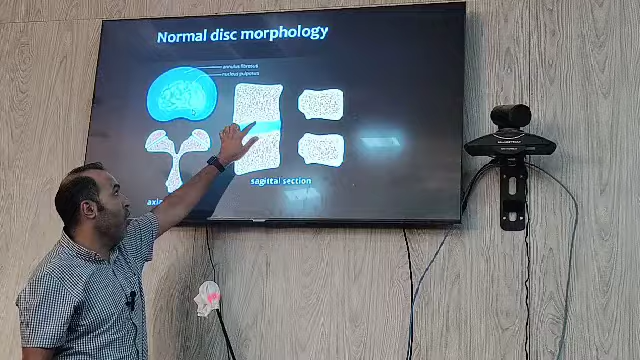 Normal disc morphology
annulus fibrosus
nucleus pulposus
sagittal section